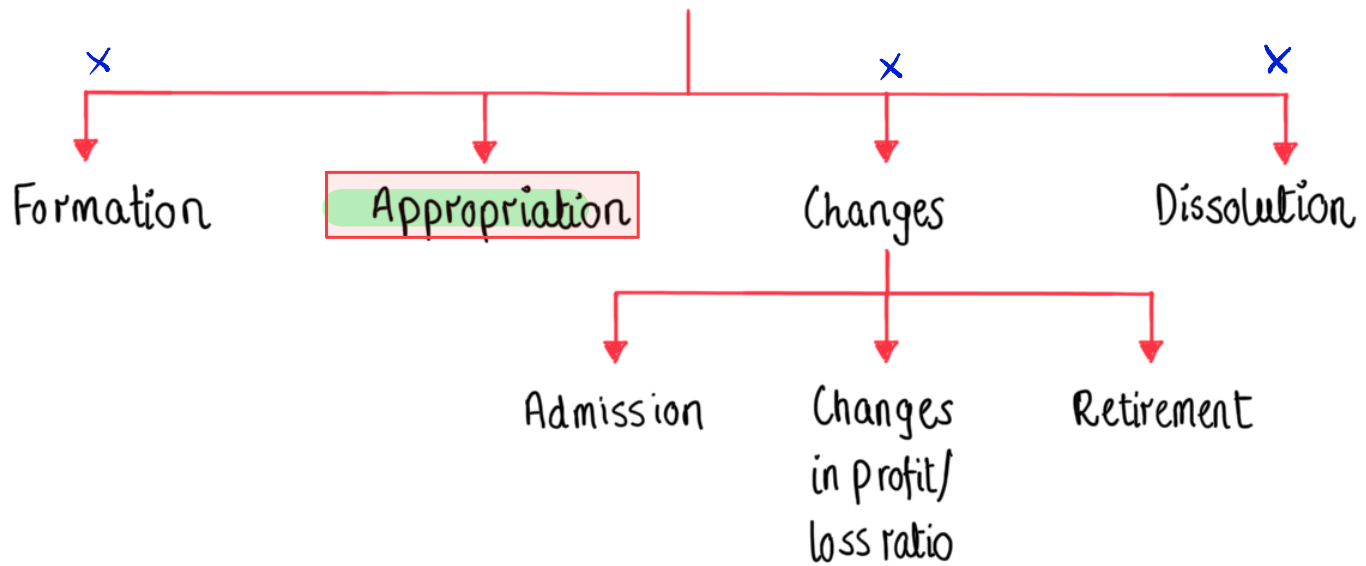 Formation
Appropriation
Changes
Dissolution
Admission
Changes
in profit/
loss ratio
Retirement